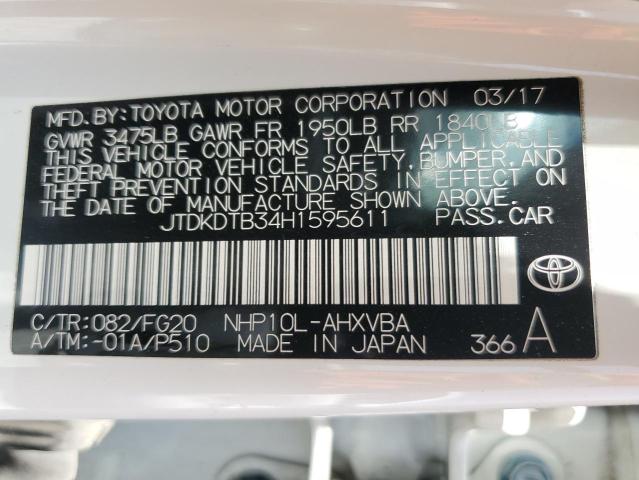 MFD. BY: TOYOTA MOTOR CORPORATION 03/17
GVWR 3475LB GAWR FR 1950LB RR 1840LB
THIS VEHICLE CONFORMS TO ALL APPLICABLE
FEDERAL MOTOR VEHICLE SAFETY, BUMPER, AND
THEFT PREVENTION STANDARDS IN EFFECT ON
THE DATE OF MANUFACTURE SHOWN ABOVE.
JTDKDTB34H1595611 PASS. CAR
C/TR: 082/FG20 NHP10L-AHXVBA
A/TM: -01A/P510 MADE IN JAPAN 366 A